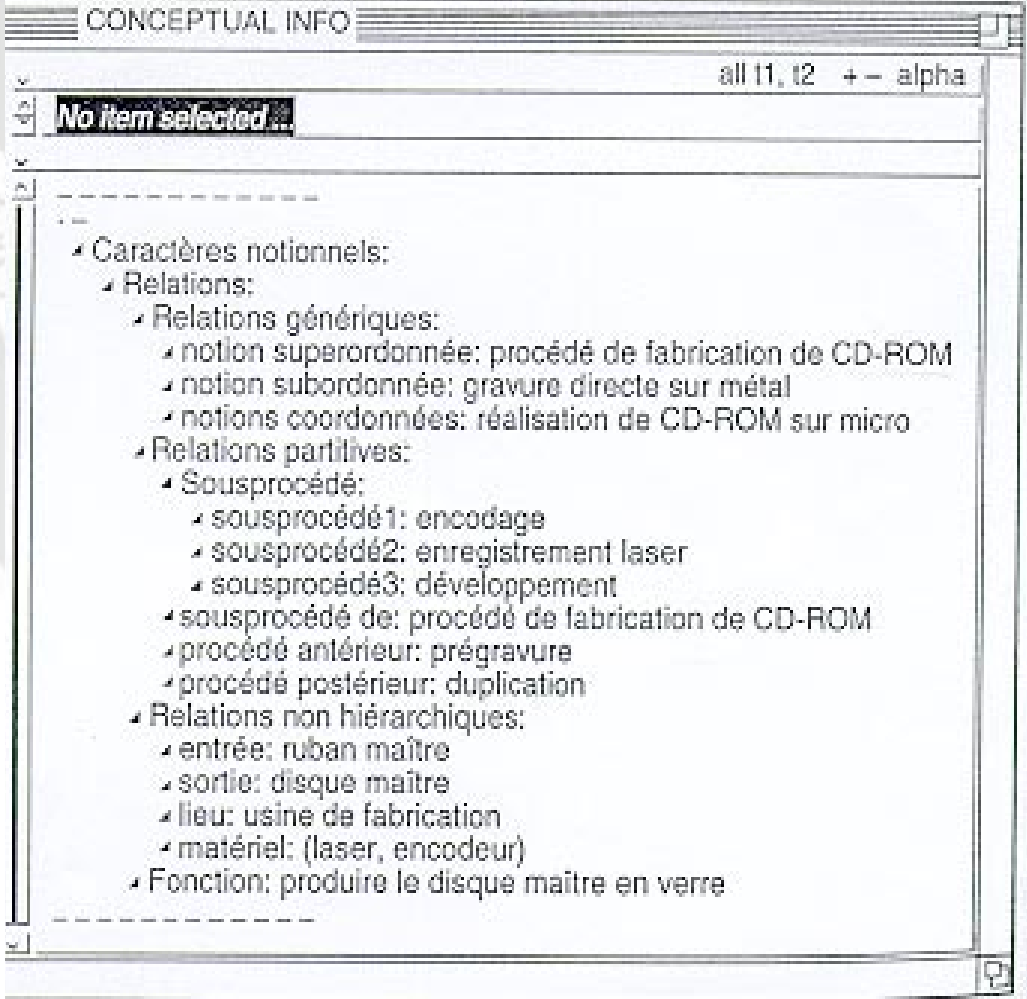 CONCEPTUAL INFO
all t1, t2 + – alpha
No item selected ...
Caractères notionnels:
Relations:
Relations génériques:
notion superordonnée: procédé de fabrication de CD-ROM
notion subordonnée: gravure directe sur métal
notions coordonnées: réalisation de CD-ROM sur micro
Relations partitives:
Sousprocédé:
sousprocédé1: encodage
sousprocédé2: enregistrement laser
sousprocédé3: développement
sousprocédé de: procédé de fabrication de CD-ROM
procédé antérieur: prégravure
procédé postérieur: duplication
Relations non hiérarchiques:
entrée: ruban maître
sortie: disque maître
lieu: usine de fabrication
matériel: (laser, encodeur)
Fonction: produire le disque maître en verre